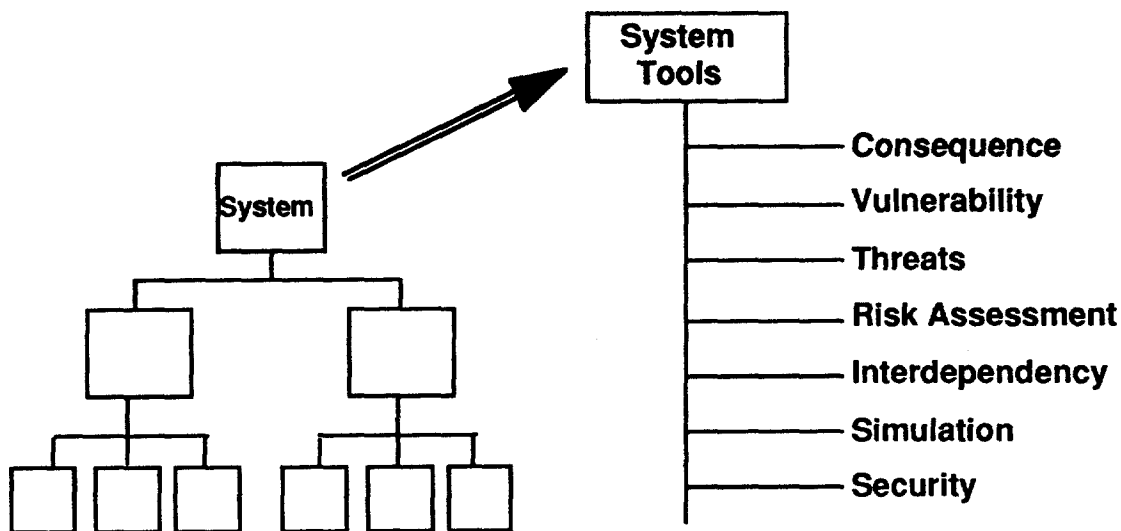 System
Tools
Consequence
Vulnerability
System
Threats
Risk Assessment
Interdependency
Simulation
Security